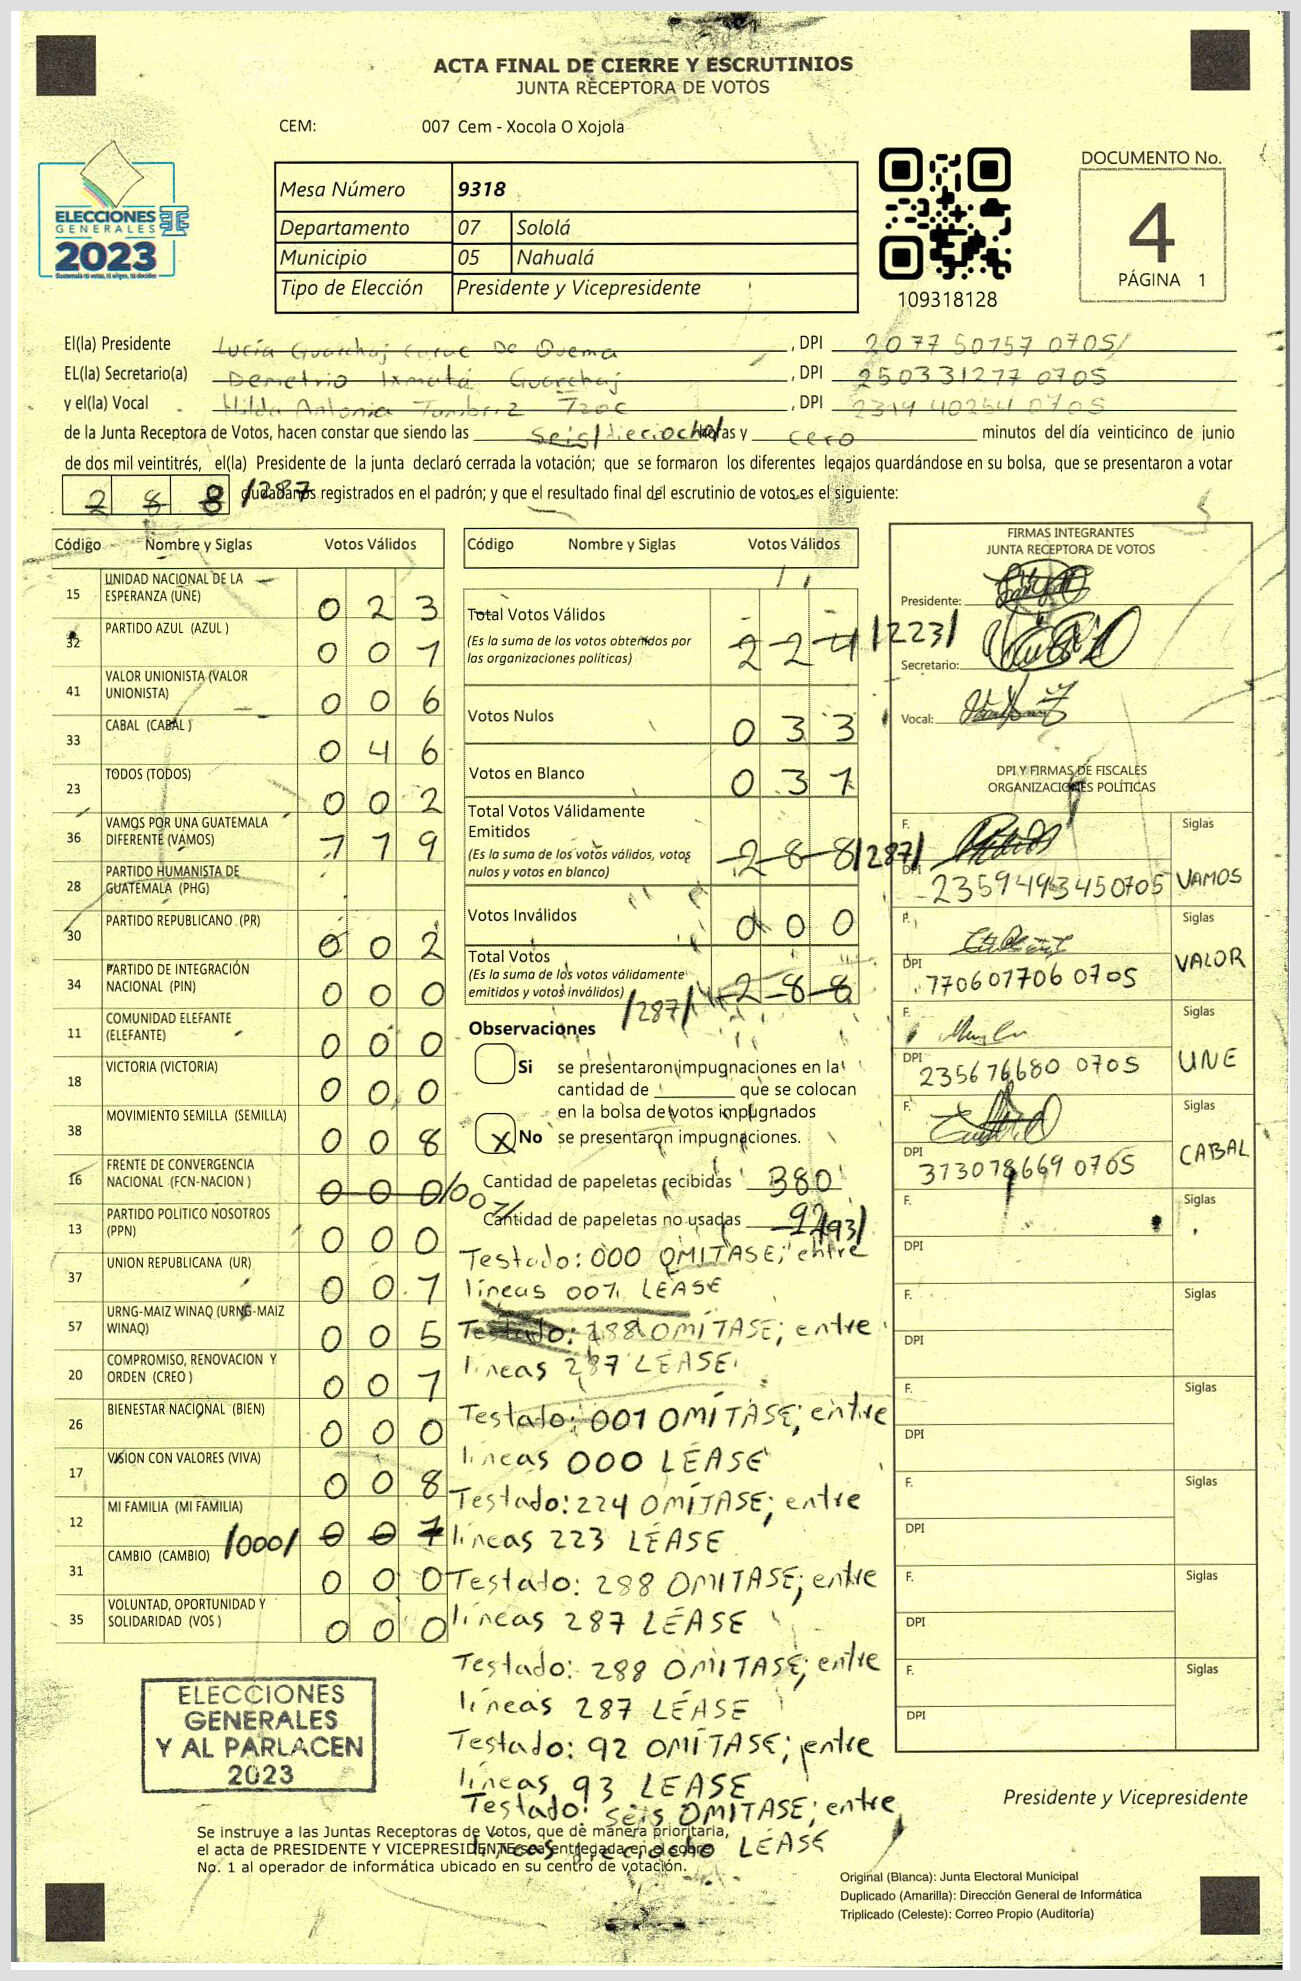 ACTA FINAL DE CIERRE Y ESCRUTINIOS
JUNTA RECEPTORA DE VOTOS
CEM: 007 Cem - Xocola O Xojola
ELECCIONES
GENERALES
2023
Mesa Número 9318
Departamento 07 Sololá
Municipio 05 Nahualá
Tipo de Elección Presidente y Vicepresidente
109318128
DOCUMENTO No.
4
PÁGINA 1
El(la) Presidente Lucía Guarchaj De , DPI 2077 50157 0705/
EL(la) Secretario(a) Demetrio Ixmatá Guarchaj , DPI 250331277 0705
y el(la) Vocal Hilda Antonia Tambriz Tzoc , DPI 2319 40254 0705
de la Junta Receptora de Votos, hacen constar que siendo las seis/dieciocho/ horas y cero minutos del día veinticinco de junio
de dos mil veintitrés, el(la) Presidente de la junta declaró cerrada la votación; que se formaron los diferentes legajos guardándose en su bolsa, que se presentaron a votar
2 8 8 /287 ciudadanos registrados en el padrón; y que el resultado final del escrutinio de votos es el siguiente:
Código Nombre y Siglas Votos Válidos
15 UNIDAD NACIONAL DE LA ESPERANZA (UNE) 0 2 3
32 PARTIDO AZUL (AZUL ) 0 0 1
41 VALOR UNIONISTA (VALOR UNIONISTA) 0 0 6
33 CABAL (CABAL ) 0 4 6
23 TODOS (TODOS) 0 0 2
36 VAMOS POR UNA GUATEMALA DIFERENTE (VAMOS) 1 1 9
28 PARTIDO HUMANISTA DE GUATEMALA (PHG)
30 PARTIDO REPUBLICANO (PR) 0 0 2
34 PARTIDO DE INTEGRACIÓN NACIONAL (PIN) 0 0 0
11 COMUNIDAD ELEFANTE (ELEFANTE) 0 0 0
18 VICTORIA (VICTORIA) 0 0 0
38 MOVIMIENTO SEMILLA (SEMILLA) 0 0 8
16 FRENTE DE CONVERGENCIA NACIONAL (FCN-NACION ) 0 0 0 /001/
13 PARTIDO POLITICO NOSOTROS (PPN) 0 0 0
37 UNION REPUBLICANA (UR) 0 0 1
57 URNG-MAIZ WINAQ (URNG-MAIZ WINAQ) 0 0 5
20 COMPROMISO, RENOVACION Y ORDEN (CREO ) 0 0 1
26 BIENESTAR NACIONAL (BIEN) 0 0 0
17 VISION CON VALORES (VIVA) 0 0 8
12 MI FAMILIA (MI FAMILIA) /000/ 0 0 1
31 CAMBIO (CAMBIO) 0 0 0
35 VOLUNTAD, OPORTUNIDAD Y SOLIDARIDAD (VOS ) 0 0 0
Código Nombre y Siglas Votos Válidos
Total Votos Válidos
(Es la suma de los votos obtenidos por
las organizaciones políticas) 2 2 4 /223/
Votos Nulos 0 3 3
Votos en Blanco 0 3 1
Total Votos Válidamente
Emitidos
(Es la suma de los votos válidos, votos
nulos y votos en blanco) 2 8 8 /287/
Votos Inválidos 0 0 0
Total Votos
(Es la suma de los votos válidamente
emitidos y votos inválidos) /287/ 2 8 8
Observaciones
Si se presentaron impugnaciones en la
cantidad de que se colocan
en la bolsa de votos impugnados
X No se presentaron impugnaciones.
Cantidad de papeletas recibidas 380
Cantidad de papeletas no usadas 92 /93/
Testado: 000 OMITASE; entre
líneas 001 LEASE
Testado: 288 OMÍTASE; entre
líneas 287 LEASE.
Testado: 001 OMÍTASE; entre
líneas 000 LÉASE
Testado: 224 OMÍTASE; entre
líneas 223 LÉASE
Testato: 288 OMITASE; entre
líneas 287 LÉASE
Testado: 288 OMÍTASE; entre
líneas 287 LÉASE
Testado: 92 OMÍTASE; entre
líneas 93 LEASE
Testado: seis OMITASE; entre
líneas dieciocho LÉASE
FIRMAS INTEGRANTES
JUNTA RECEPTORA DE VOTOS
Presidente:
Secretario:
Vocal:
DPI Y FIRMAS DE FISCALES
ORGANIZACIONES POLÍTICAS
F. Siglas
DPI 2359493450705 VAMOS
F. Siglas
DPI 770607706 0705 VALOR
F. Siglas
DPI 235676680 0705 UNE
F. Siglas
DPI 373078669 0705 CABAL
F. Siglas
DPI
F. Siglas
DPI
F. Siglas
DPI
F. Siglas
DPI
F. Siglas
DPI
F. Siglas
DPI
ELECCIONES
GENERALES
Y AL PARLACEN
2023
Presidente y Vicepresidente
Se instruye a las Juntas Receptoras de Votos, que de manera prioritaria,
el acta de PRESIDENTE Y VICEPRESIDENTE sea entregada en el sobre
No. 1 al operador de informática ubicado en su centro de votación.
Original (Blanca): Junta Electoral Municipal
Duplicado (Amarilla): Dirección General de Informática
Triplicado (Celeste): Correo Propio (Auditoría)